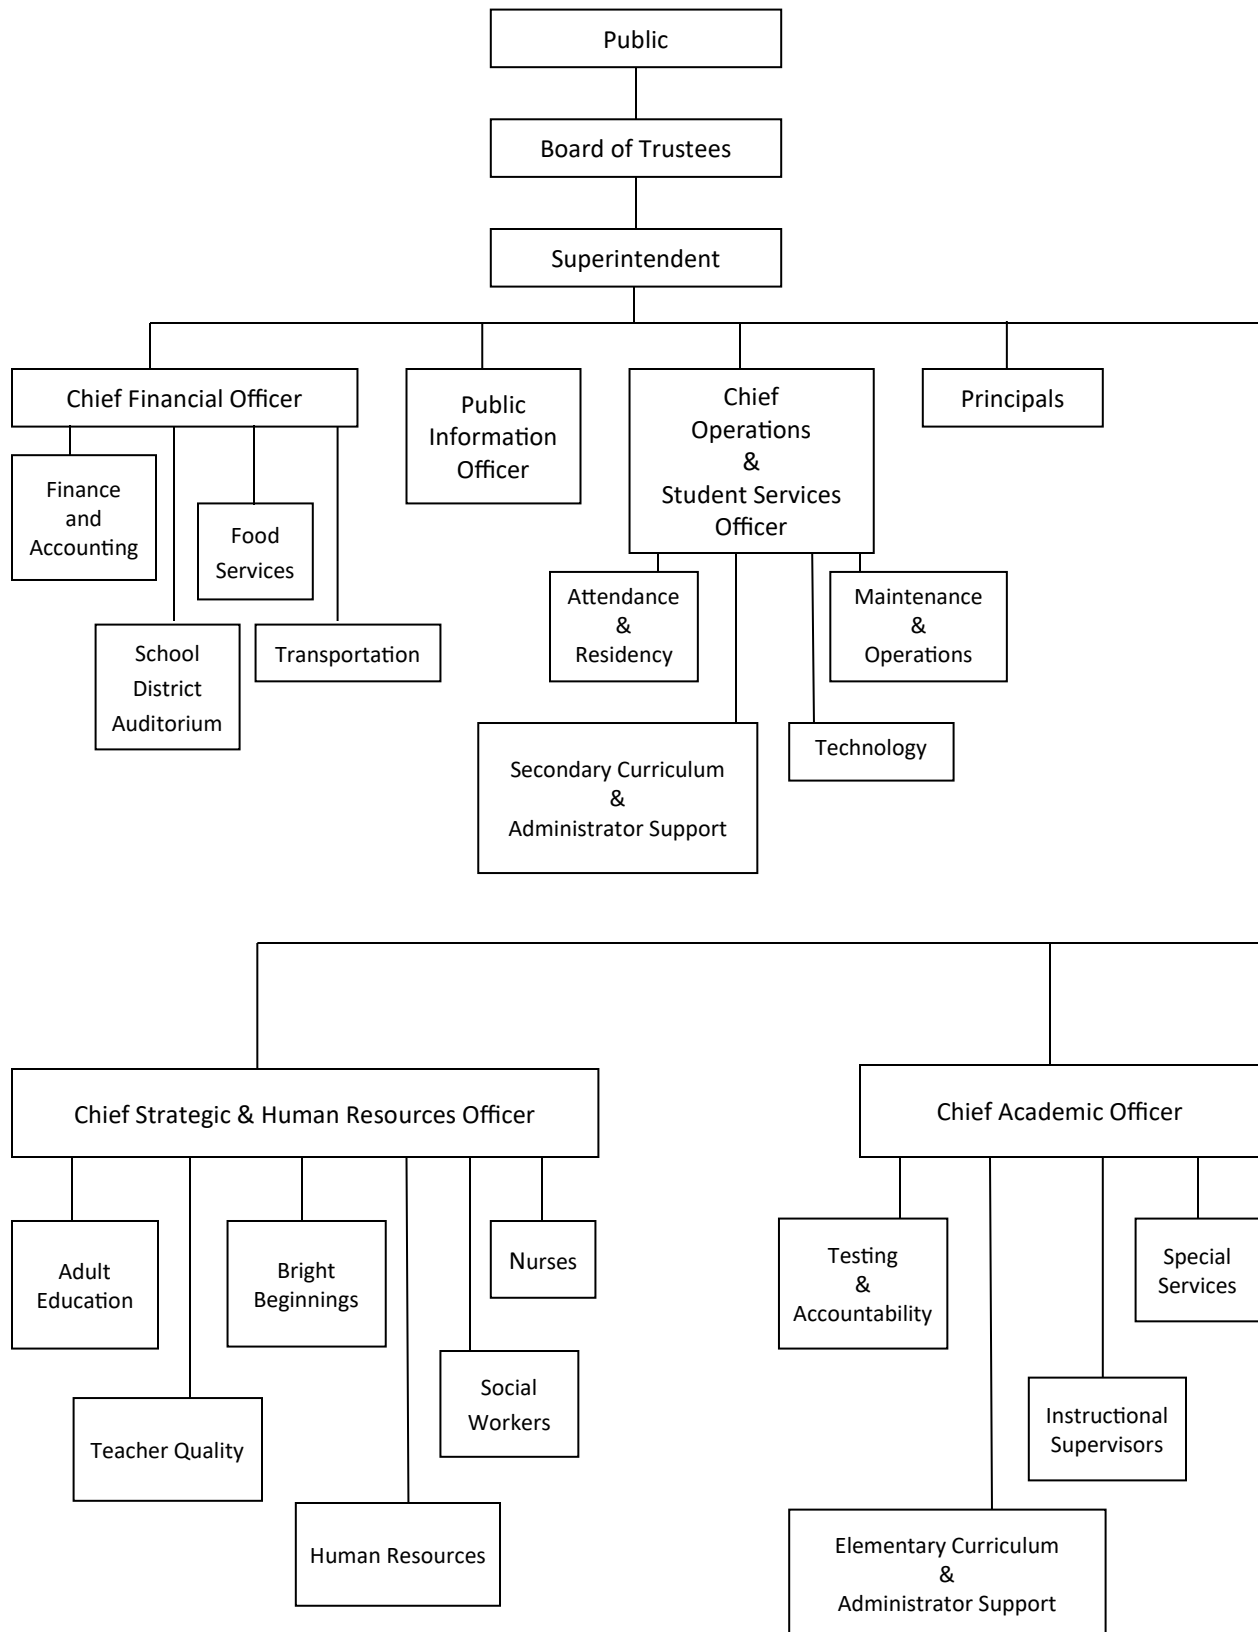 Public
Board of Trustees
Superintendent
Chief Financial Officer
Public
Information
Officer
Chief
Operations
&
Student Services
Officer
Principals
Finance
and
Accounting
Food
Services
School
District
Auditorium
Transportation
Attendance
&
Residency
Maintenance
&
Operations
Secondary Curriculum
&
Administrator Support
Technology
Chief Strategic & Human Resources Officer
Chief Academic Officer
Adult
Education
Bright
Beginnings
Nurses
Social
Workers
Teacher Quality
Human Resources
Testing
&
Accountability
Special
Services
Instructional
Supervisors
Elementary Curriculum
&
Administrator Support